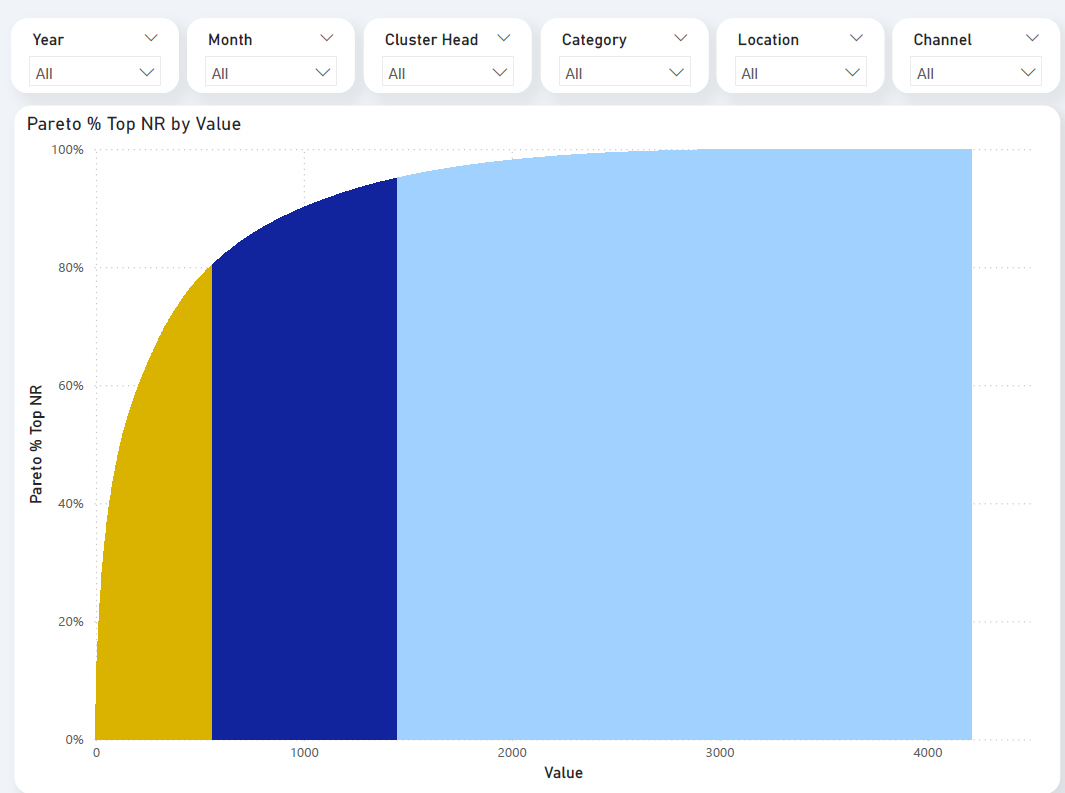 Year
Month
Cluster Head
Category
Location
Channel
All
All
All
All
All
All
Pareto % Top NR by Value
100%
80%
60%
40%
20%
0%
Pareto % Top NR
0
1000
2000
3000
4000
Value